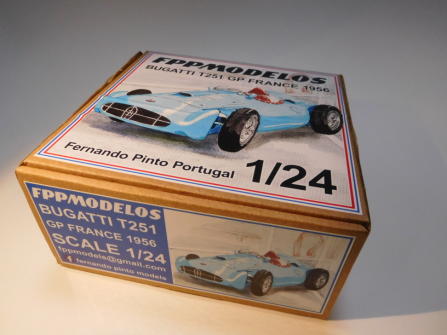 FPPMODELOS
BUGATTI T251 GP FRANCE 1956
Fernando Pinto Portugal 1/24
FPPMODELOS
BUGATTI T251
GP FRANCE 1956
SCALE 1/24
fppmodels@gmail.com
f fernando pinto models